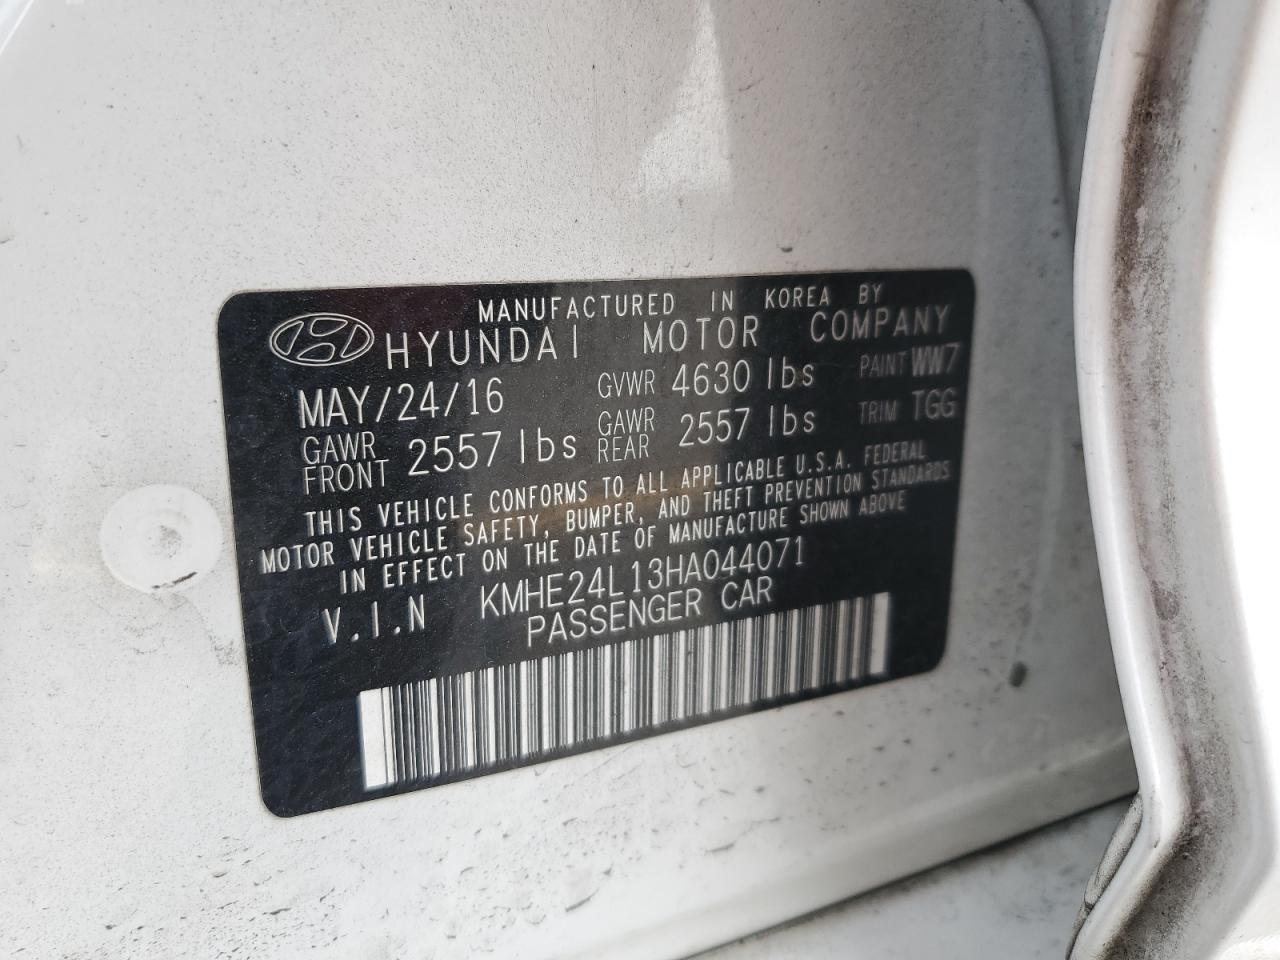 MANUFACTURED IN KOREA BY
HYUNDAI MOTOR COMPANY
MAY/24/16 GVWR 4630 lbs PAINT WW7
GAWR FRONT 2557 lbs GAWR REAR 2557 lbs TRIM TGG
THIS VEHICLE CONFORMS TO ALL APPLICABLE U.S.A. FEDERAL
MOTOR VEHICLE SAFETY, BUMPER, AND THEFT PREVENTION STANDARDS
IN EFFECT ON THE DATE OF MANUFACTURE SHOWN ABOVE
V.I.N KMHE24L13HA044071
PASSENGER CAR